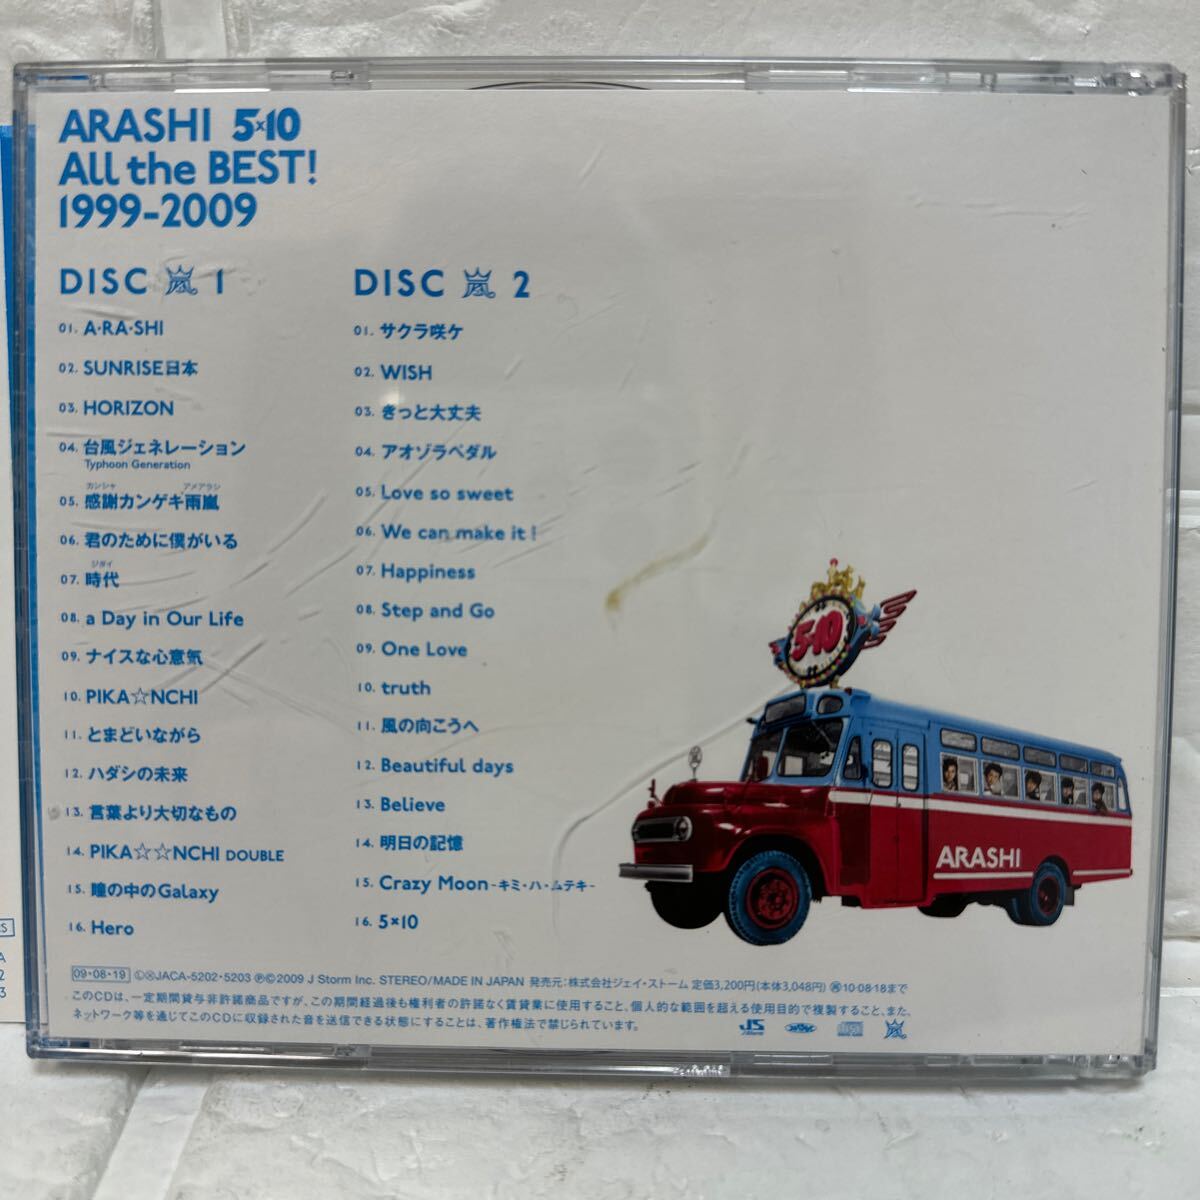 ARASHI 5×10
All the BEST!
1999-2009
DISC 嵐 1
01. A・RA・SHI
02. SUNRISE日本
03. HORIZON
04. 台風ジェネレーション
Typhoon Generation
カンシャ アメアラシ
05. 感謝カンゲキ雨嵐
06. 君のために僕がいる
ジダイ
07. 時代
08. a Day in Our Life
09. ナイスな心意気
10. PIKA☆NCHI
11. とまどいながら
12. ハダシの未来
13. 言葉より大切なもの
14. PIKA☆☆NCHI DOUBLE
15. 瞳の中のGalaxy
16. Hero
DISC 嵐 2
01. サクラ咲ケ
02. WISH
03. きっと大丈夫
04. アオゾラペダル
05. Love so sweet
06. We can make it!
07. Happiness
08. Step and Go
09. One Love
10. truth
11. 風の向こうへ
12. Beautiful days
13. Believe
14. 明日の記憶
15. Crazy Moon~キミ・ハ・ムテキ~
16. 5×10
5×10
ARASHI
09・08・19 ⓁⓍJACA-5202・5203 ℗©2009 J Storm Inc. STEREO/MADE IN JAPAN 発売元:株式会社ジェイ・ストーム 定価3,200円(本体3,048円) 再10・08・18まで
このCDは、一定期間貸与非許諾商品ですが、この期間経過後も権利者の許諾なく賃貸業に使用すること、個人的な範囲を超える使用目的で複製すること、また、
ネットワーク等を通じてこのCDに収録された音を送信できる状態にすることは、著作権法で禁じられています。
JS
嵐